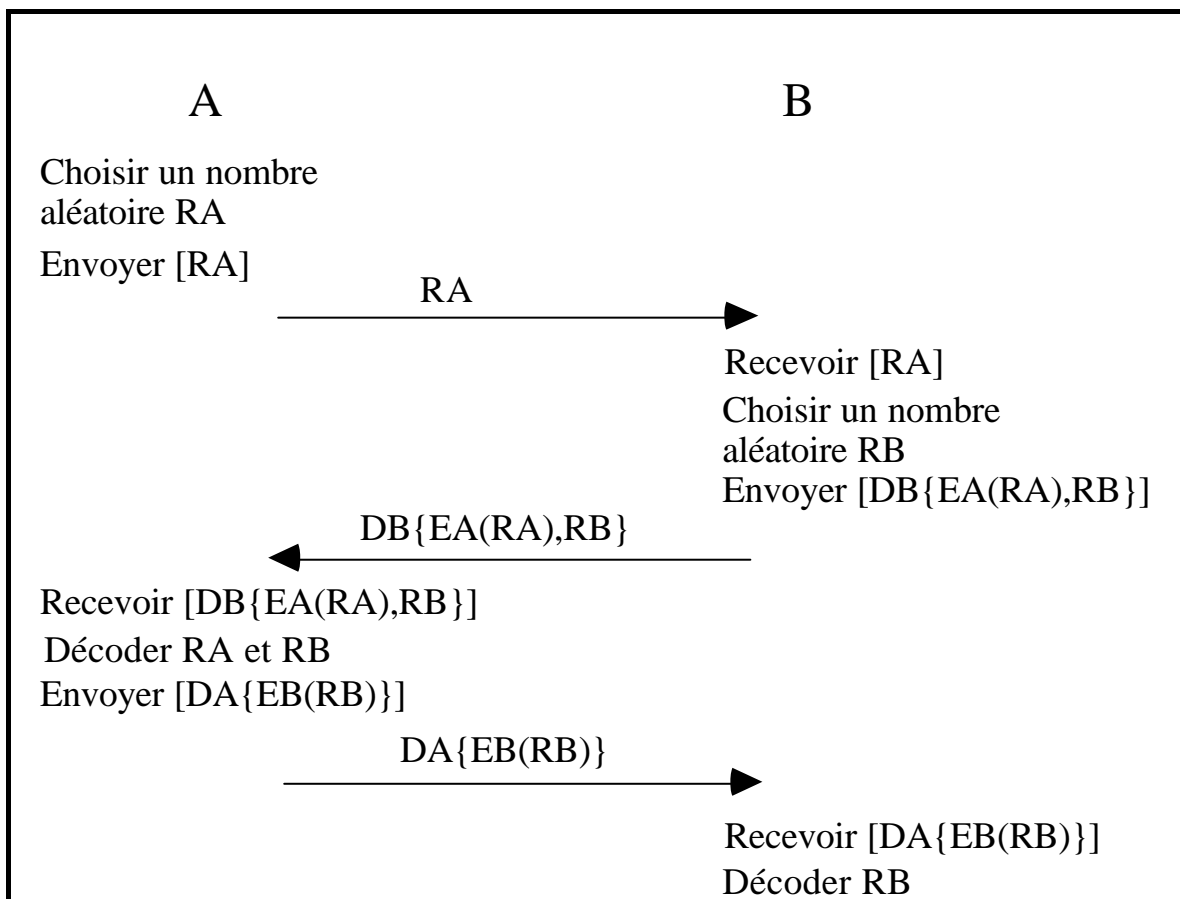 A
B
Choisir un nombre
aléatoire RA
Envoyer [RA]
RA
Recevoir [RA]
Choisir un nombre
aléatoire RB
Envoyer [DB{EA(RA),RB}]
DB{EA(RA),RB}
Recevoir [DB{EA(RA),RB}]
Décoder RA et RB
Envoyer [DA{EB(RB)}]
DA{EB(RB)}
Recevoir [DA{EB(RB)}]
Décoder RB